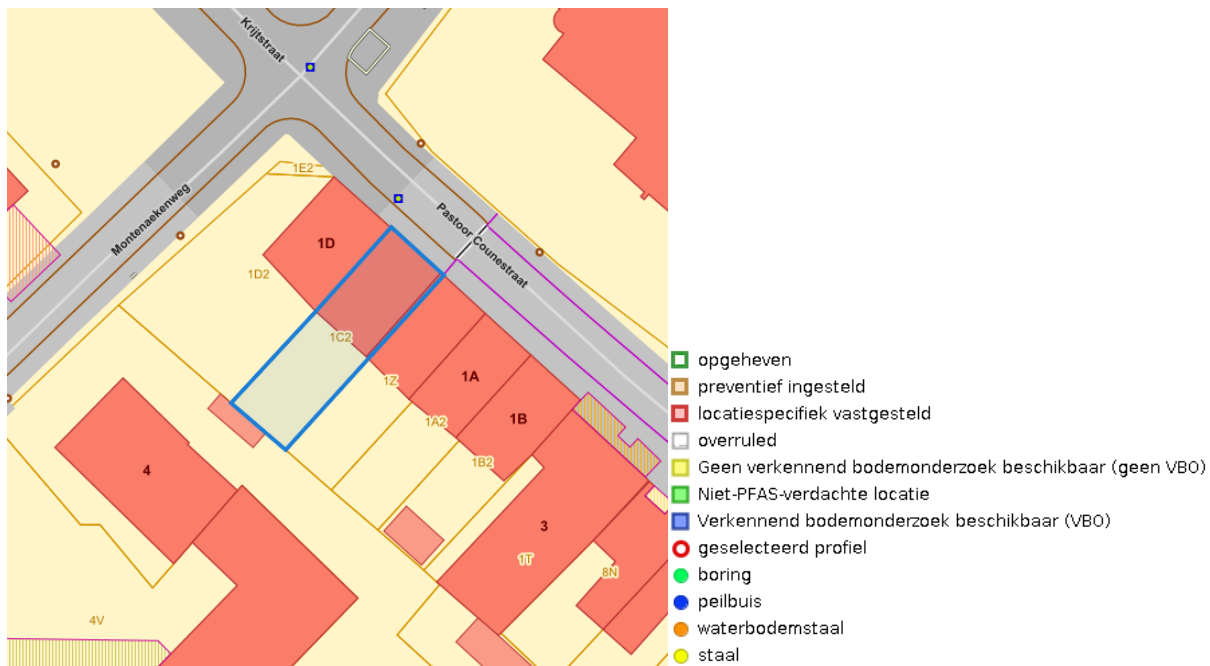 Krijtstraat
1E2
Montenaekenweg
Pastoor Counestraat
1D
1D2
1C2
1Z
1A
1A2
1B
1B2
4
3
1T
8N
4V
opgeheven
preventief ingesteld
locatiespecifiek vastgesteld
overruled
Geen verkennend bodemonderzoek beschikbaar (geen VBO)
Niet-PFAS-verdachte locatie
Verkennend bodemonderzoek beschikbaar (VBO)
geselecteerd profiel
boring
peilbuis
waterbodemstaal
staal